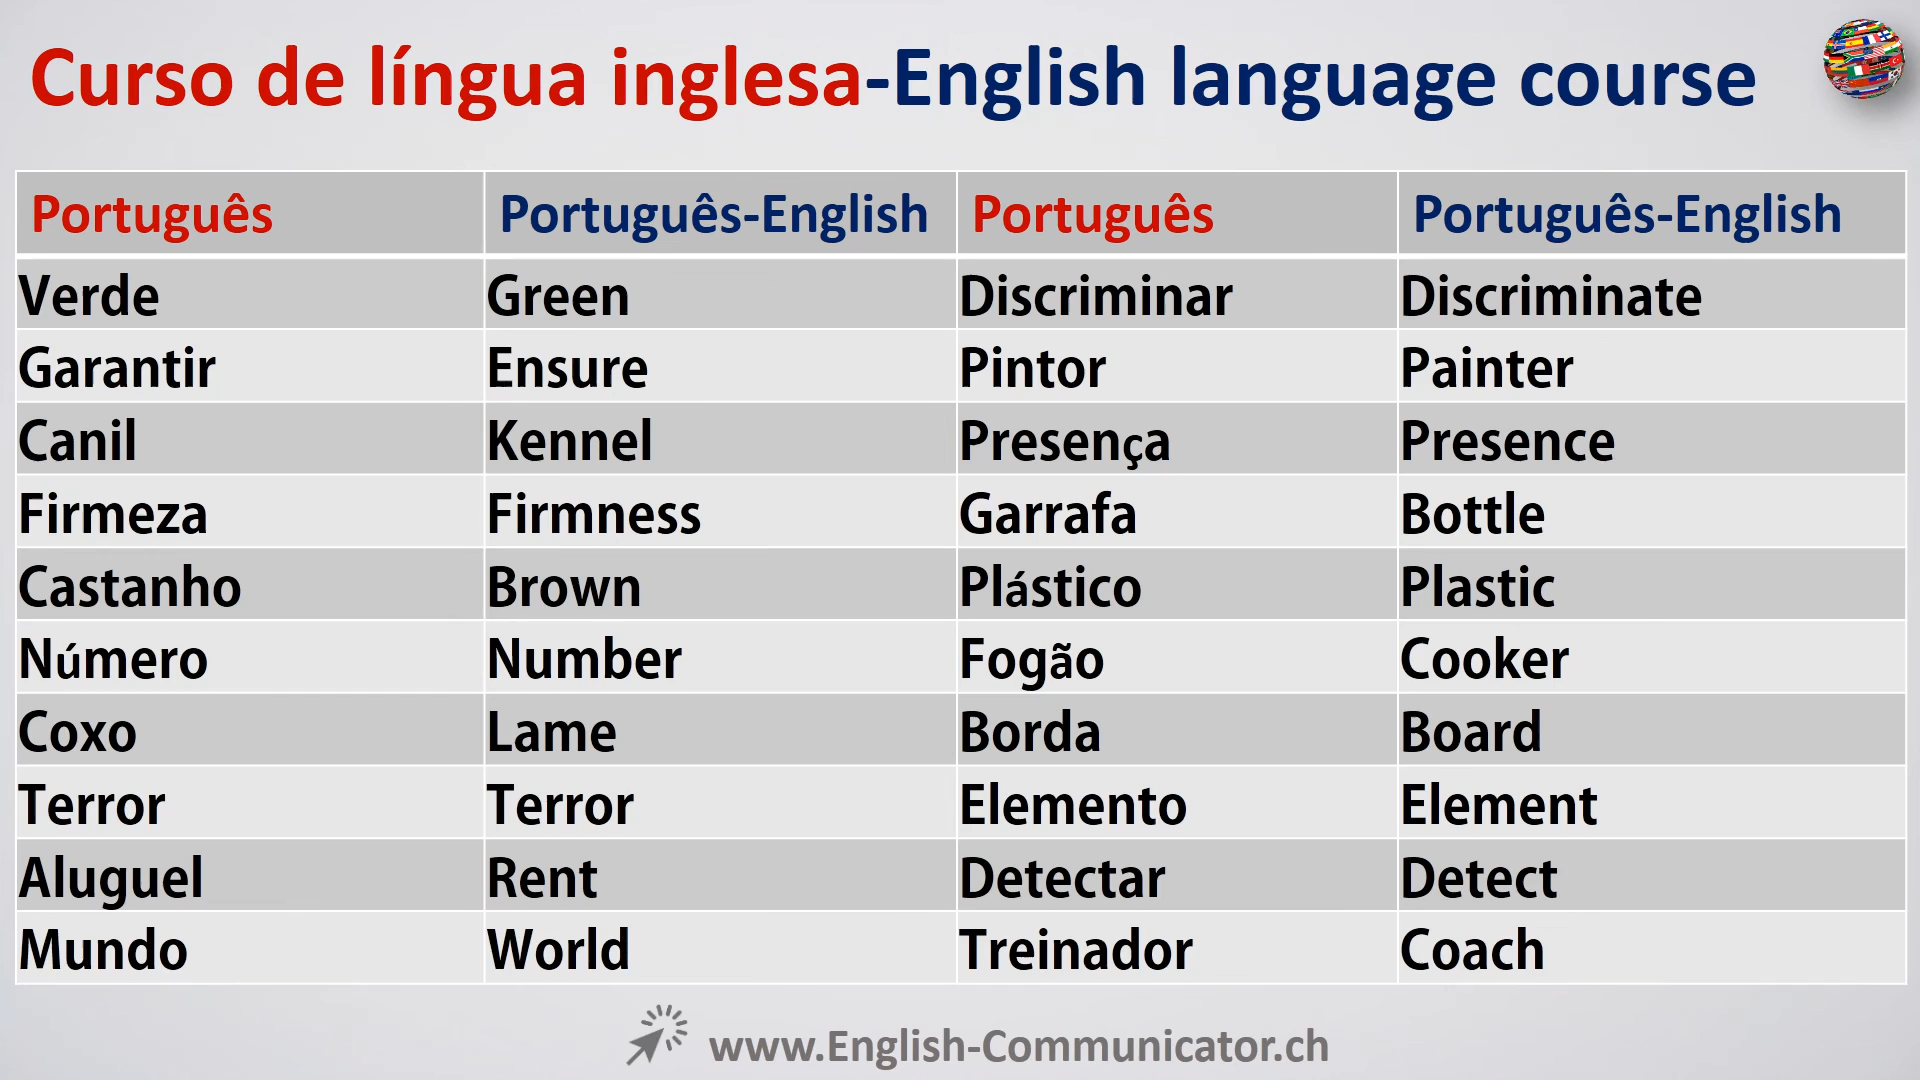 Curso de língua inglesa-English language course
Português Português-English Português Português-English
Verde Green Discriminar Discriminate
Garantir Ensure Pintor Painter
Canil Kennel Presença Presence
Firmeza Firmness Garrafa Bottle
Castanho Brown Plástico Plastic
Número Number Fogão Cooker
Coxo Lame Borda Board
Terror Terror Elemento Element
Aluguel Rent Detectar Detect
Mundo World Treinador Coach
www.English-Communicator.ch